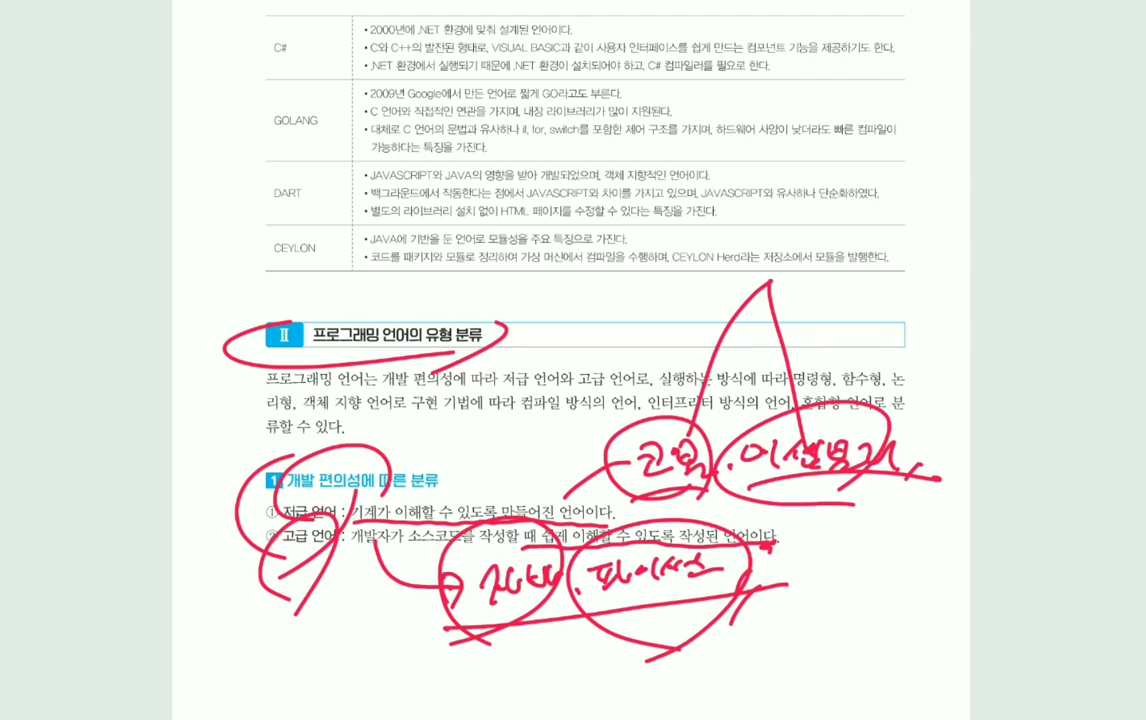 C#
• 2000년에 .NET 환경에 맞춰 설계된 언어이다.
• C와 C++의 발전된 형태로, VISUAL BASIC과 같이 사용자 인터페이스를 쉽게 만드는 컴포넌트 기능을 제공하기도 한다.
• .NET 환경에서 실행되기 때문에 .NET 환경이 설치되어야 하고, C# 컴파일러를 필요로 한다.
GOLANG
• 2009년 Google에서 만든 언어로 짧게 GO라고도 부른다.
• C 언어와 직접적인 연관을 가지며, 내장 라이브러리가 많이 지원된다.
• 대체로 C 언어의 문법과 유사하나 if, for, switch를 포함한 제어 구조를 가지며, 하드웨어 사양이 낮더라도 빠른 컴파일이
가능하다는 특징을 가진다.
DART
• JAVASCRIPT와 JAVA의 영향을 받아 개발되었으며, 객체 지향적인 언어이다.
• 백그라운드에서 작동한다는 점에서 JAVASCRIPT와 차이를 가지고 있으며, JAVASCRIPT와 유사하나 단순화하였다.
• 별도의 라이브러리 설치 없이 HTML 페이지를 수정할 수 있다는 특징을 가진다.
CEYLON
• JAVA에 기반을 둔 언어로 모듈성을 주요 특징으로 가진다.
• 코드를 패키지와 모듈로 정리하여 가상 머신에서 컴파일을 수행하며, CEYLON Herd라는 저장소에서 모듈을 발행한다.
Ⅱ 프로그래밍 언어의 유형 분류
프로그래밍 언어는 개발 편의성에 따라 저급 언어와 고급 언어로, 실행하는 방식에 따라 명령형, 함수형, 논
리형, 객체 지향 언어로 구현 기법에 따라 컴파일 방식의 언어, 인터프리터 방식의 언어, 혼합형 언어로 분
류할 수 있다.
1 개발 편의성에 따른 분류
① 저급 언어 : 기계가 이해할 수 있도록 만들어진 언어이다.
② 고급 언어 : 개발자가 소스코드를 작성할 때 쉽게 이해할 수 있도록 작성된 언어이다.
자바, 파이썬